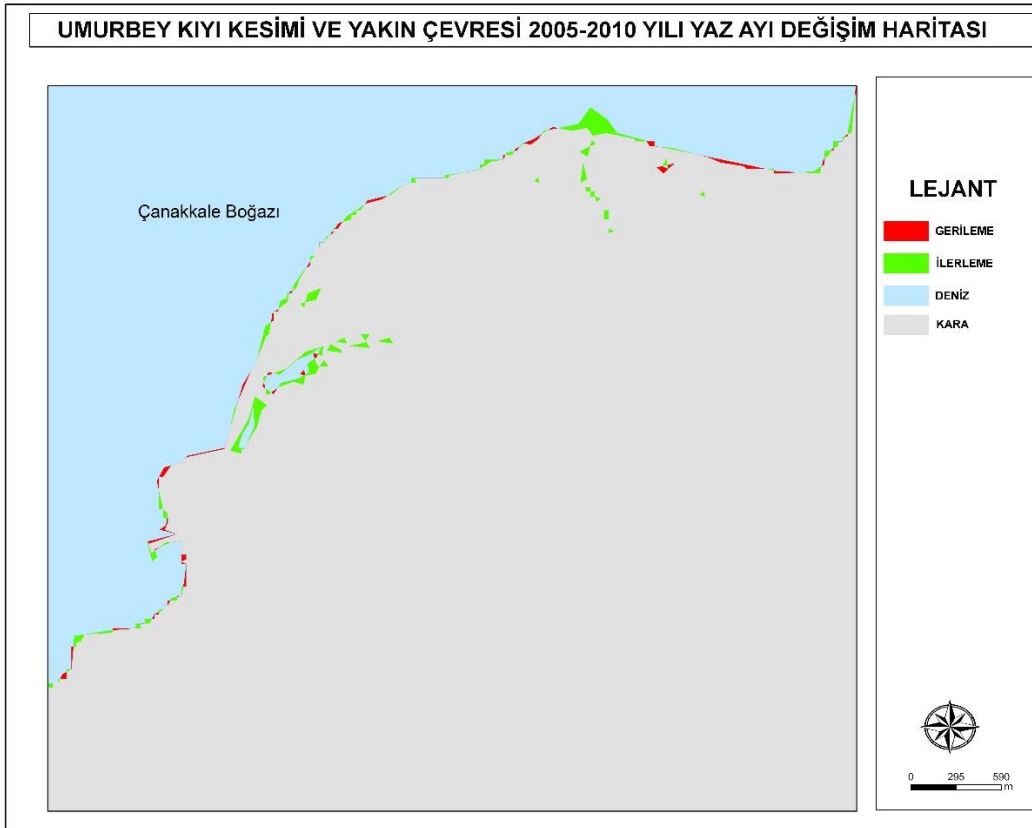 UMURBEY KIYI KESİMİ VE YAKIN ÇEVRESİ 2005-2010 YILI YAZ AYI DEĞİŞİM HARİTASI
Çanakkale Boğazı
LEJANT
GERİLEME
İLERLEME
DENİZ
KARA
0 295 590
m